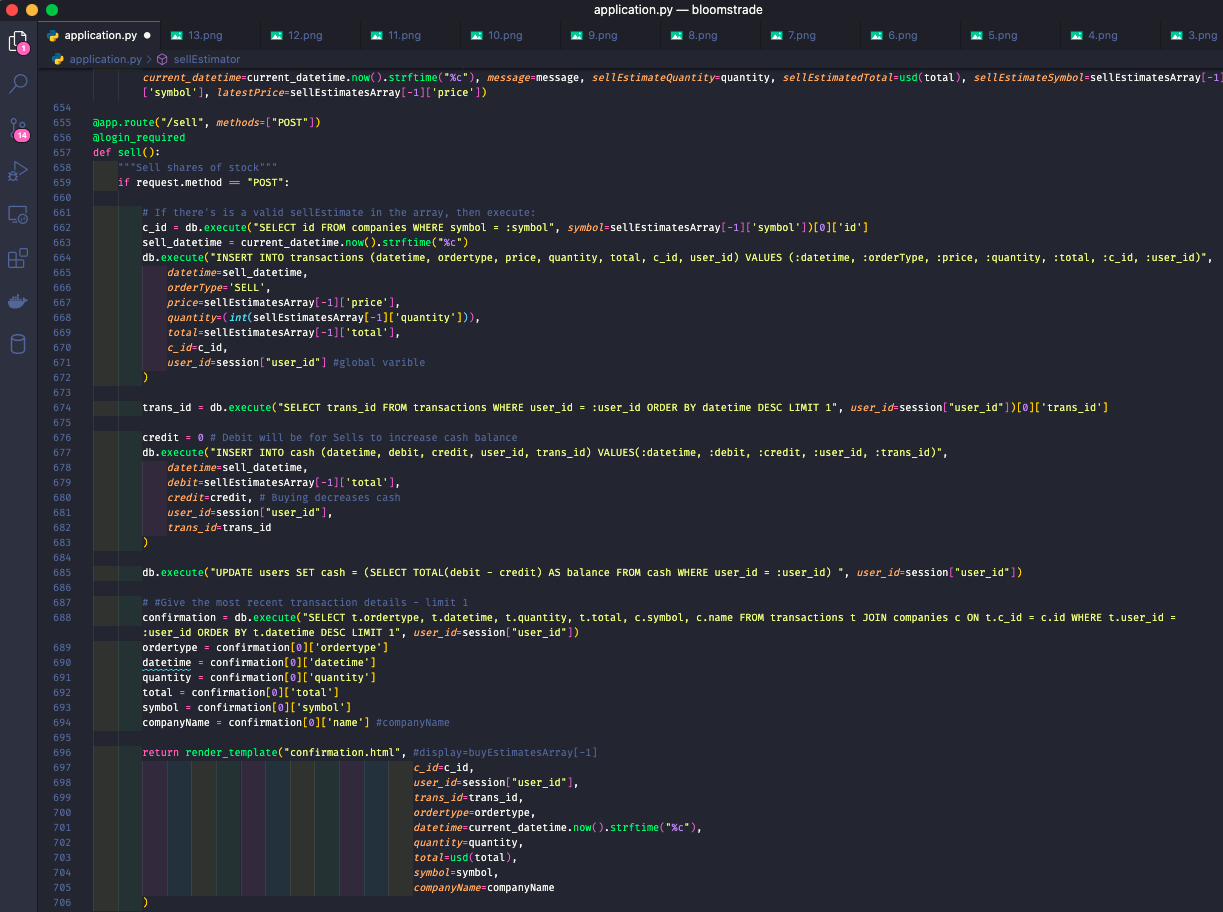 application.py — bloomstrade
application.py ● 13.png 12.png 11.png 10.png 9.png 8.png 7.png 6.png 5.png 4.png 3.png
1
application.py > sellEstimator
current_datetime=current_datetime.now().strftime("%c"), message=message, sellEstimateQuantity=quantity, sellEstimatedTotal=usd(total), sellEstimateSymbol=sellEstimatesArray[-1]
['symbol'], latestPrice=sellEstimatesArray[-1]['price'])
14
654
655 @app.route("/sell", methods=["POST"])
656 @login_required
657 def sell():
658     """Sell shares of stock"""
659     if request.method == "POST":
660
661         # If there's is a valid sellEstimate in the array, then execute:
662         c_id = db.execute("SELECT id FROM companies WHERE symbol = :symbol", symbol=sellEstimatesArray[-1]['symbol'])[0]['id']
663         sell_datetime = current_datetime.now().strftime("%c")
664         db.execute("INSERT INTO transactions (datetime, ordertype, price, quantity, total, c_id, user_id) VALUES (:datetime, :orderType, :price, :quantity, :total, :c_id, :user_id)",
665             datetime=sell_datetime,
666             orderType='SELL',
667             price=sellEstimatesArray[-1]['price'],
668             quantity=(int(sellEstimatesArray[-1]['quantity'])),
669             total=sellEstimatesArray[-1]['total'],
670             c_id=c_id,
671             user_id=session["user_id"] #global varible
672         )
673
674         trans_id = db.execute("SELECT trans_id FROM transactions WHERE user_id = :user_id ORDER BY datetime DESC LIMIT 1", user_id=session["user_id"])[0]['trans_id']
675
676         credit = 0 # Debit will be for Sells to increase cash balance
677         db.execute("INSERT INTO cash (datetime, debit, credit, user_id, trans_id) VALUES(:datetime, :debit, :credit, :user_id, :trans_id)",
678             datetime=sell_datetime,
679             debit=sellEstimatesArray[-1]['total'],
680             credit=credit, # Buying decreases cash
681             user_id=session["user_id"],
682             trans_id=trans_id
683         )
684
685         db.execute("UPDATE users SET cash = (SELECT TOTAL(debit - credit) AS balance FROM cash WHERE user_id = :user_id) ", user_id=session["user_id"])
686
687         # #Give the most recent transaction details - limit 1
688         confirmation = db.execute("SELECT t.ordertype, t.datetime, t.quantity, t.total, c.symbol, c.name FROM transactions t JOIN companies c ON t.c_id = c.id WHERE t.user_id =
:user_id ORDER BY t.datetime DESC LIMIT 1", user_id=session["user_id"])
689         ordertype = confirmation[0]['ordertype']
690         datetime = confirmation[0]['datetime']
691         quantity = confirmation[0]['quantity']
692         total = confirmation[0]['total']
693         symbol = confirmation[0]['symbol']
694         companyName = confirmation[0]['name'] #companyName
695
696         return render_template("confirmation.html", #display=buyEstimatesArray[-1]
697                                 c_id=c_id,
698                                 user_id=session["user_id"],
699                                 trans_id=trans_id,
700                                 ordertype=ordertype,
701                                 datetime=current_datetime.now().strftime("%c"),
702                                 quantity=quantity,
703                                 total=usd(total),
704                                 symbol=symbol,
705                                 companyName=companyName
706         )